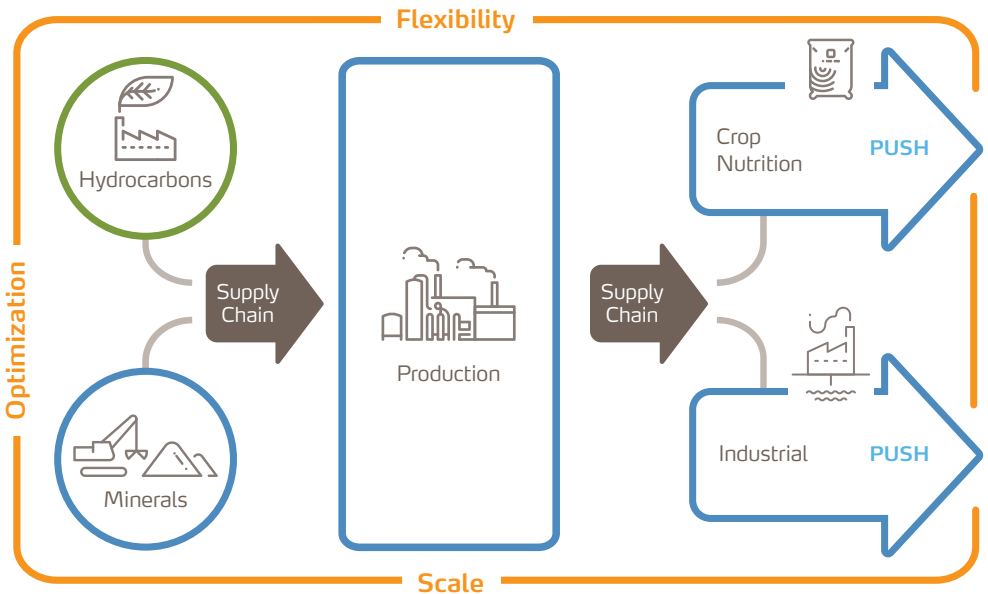 Flexibility
Hydrocarbons
Crop
Nutrition
PUSH
Supply
Chain
Supply
Chain
Optimization
Production
Minerals
Industrial
PUSH
Scale